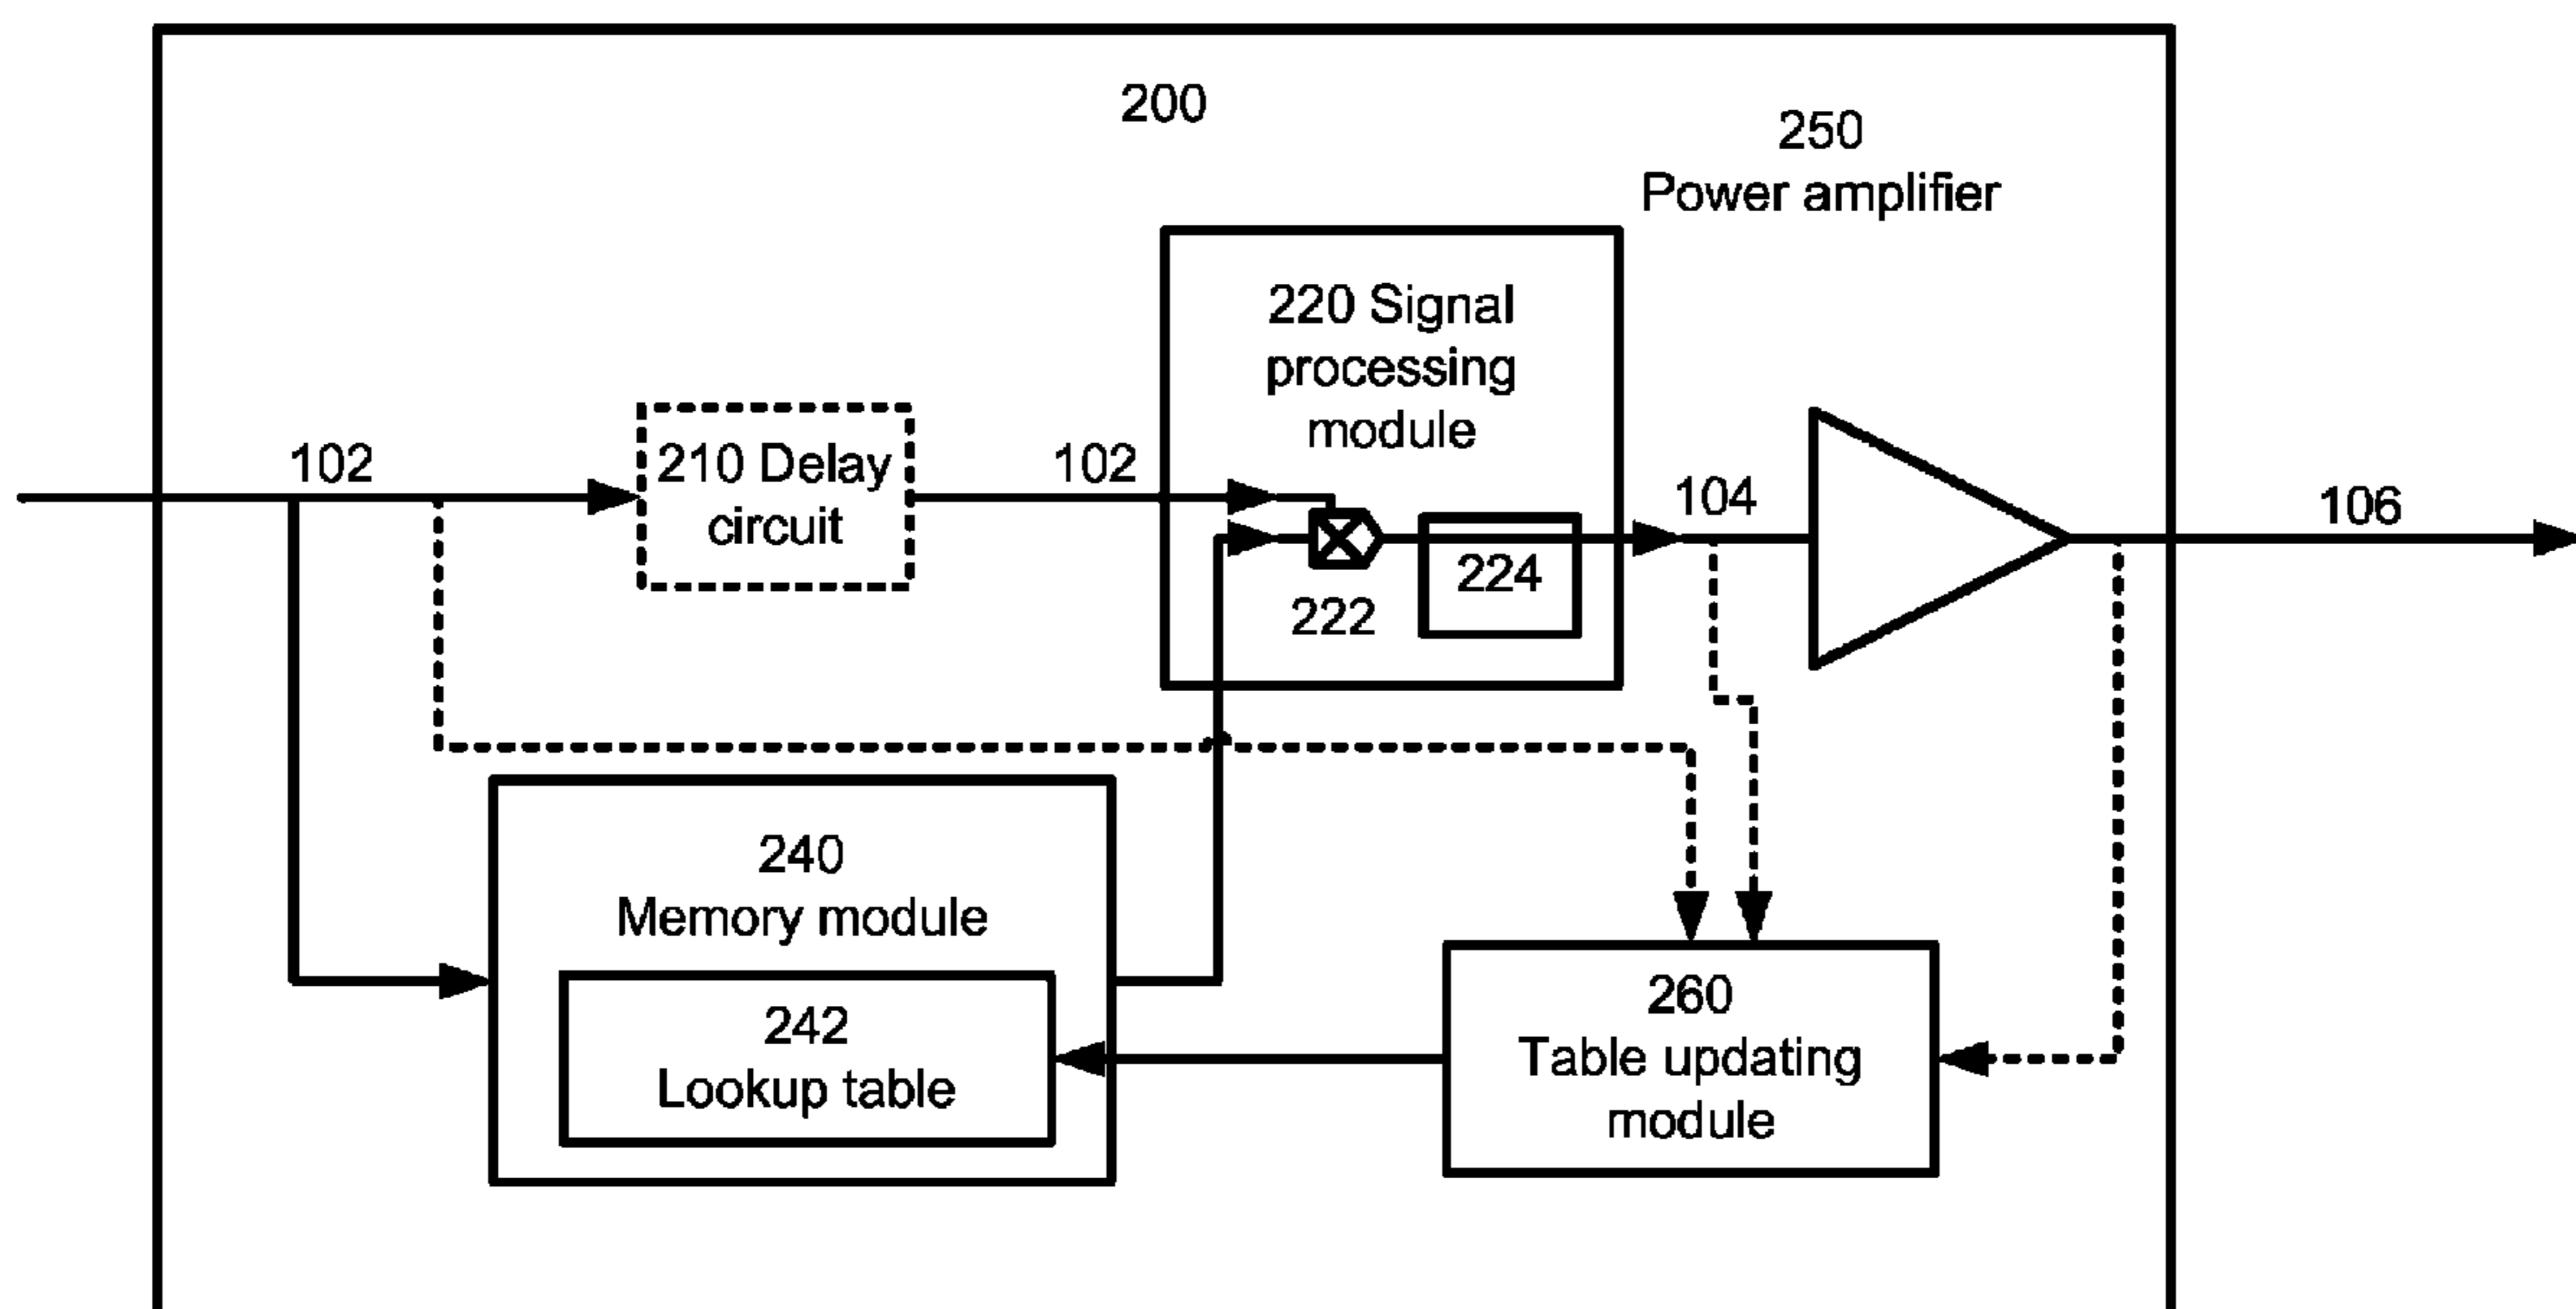 200
250
Power amplifier
220 Signal
processing
module
102
210 Delay
circuit
102
104
106
224
222
240
Memory module
242
Lookup table
260
Table updating
module